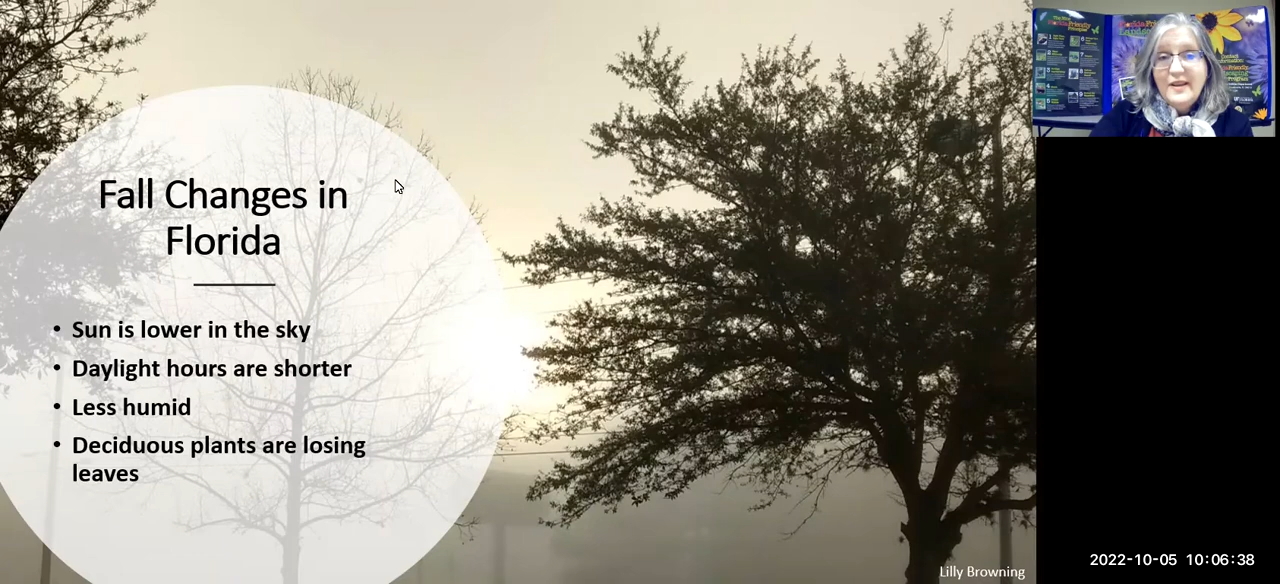 Fall Changes in
Florida
• Sun is lower in the sky
• Daylight hours are shorter
• Less humid
• Deciduous plants are losing
leaves
Lilly Browning
2022-10-05 10:06:38